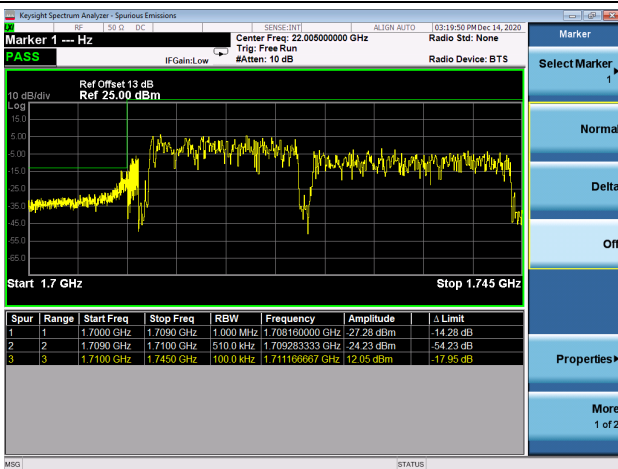 Keysight Spectrum Analyzer - Spurious Emissions
RF 50 Ω DC SENSE:INT ALIGN AUTO 03:19:50 PM Dec 14, 2020
Marker 1 --- Hz
Center Freq: 22.005000000 GHz
Radio Std: None
Trig: Free Run
PASS
IFGain:Low
#Atten: 10 dB
Radio Device: BTS
Ref Offset 13 dB
10 dB/div Ref 25.00 dBm
Log
15.0
5.00
-5.00
-15.0
-25.0
-35.0
-45.0
-55.0
-65.0
Start 1.7 GHz Stop 1.745 GHz
Spur Range Start Freq Stop Freq RBW Frequency Amplitude Δ Limit
1 1 1.7000 GHz 1.7090 GHz 1.000 MHz 1.708160000 GHz -27.28 dBm -14.28 dB
2 2 1.7090 GHz 1.7100 GHz 510.0 kHz 1.709283333 GHz -24.23 dBm -54.23 dB
3 3 1.7100 GHz 1.7450 GHz 100.0 kHz 1.711166667 GHz 12.05 dBm -17.95 dB
Marker
Select Marker
1
Normal
Delta
Off
Properties
More
1 of 2
MSG STATUS